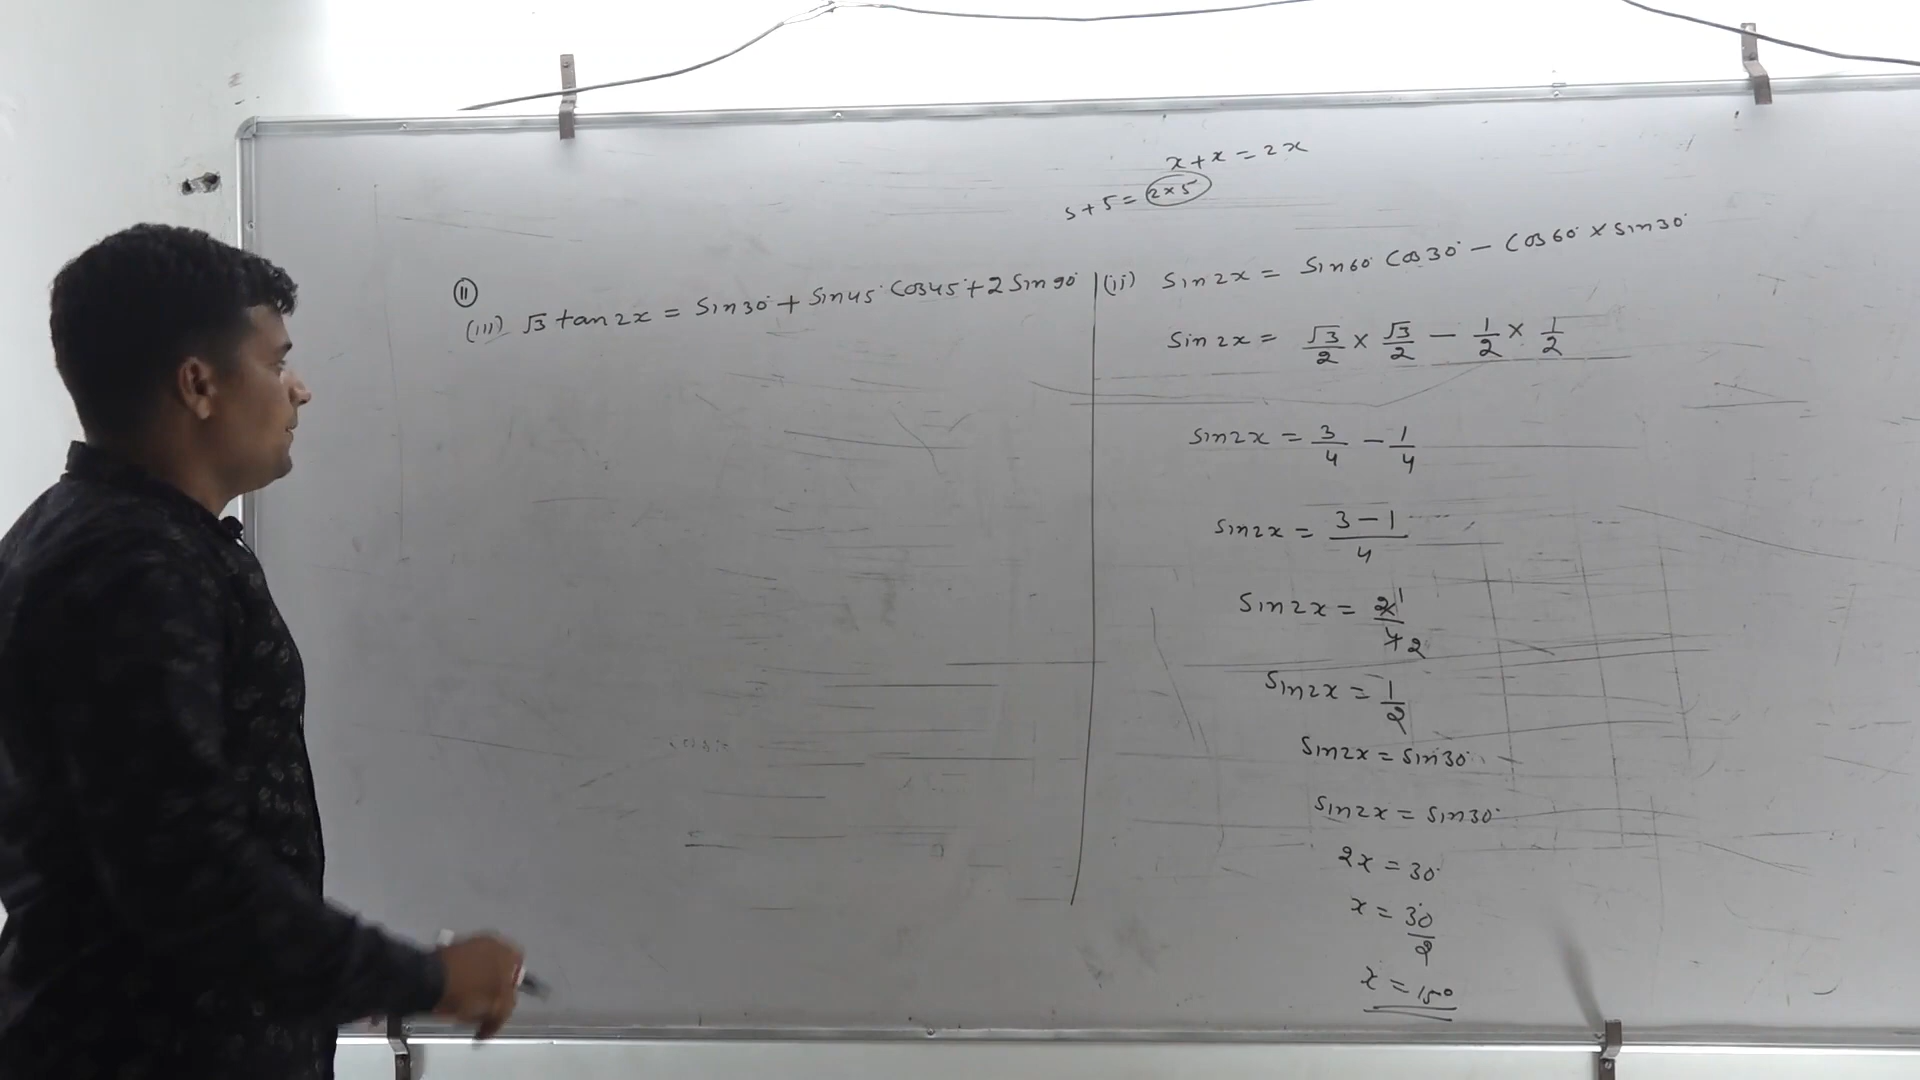 x + x = 2x
5 + 5 = 2 × 5
(11)
(iii) √3 tan 2x = Sin 30° + Sin 45° Cos 45° + 2 Sin 90°
(ii) Sin 2x = Sin 60° Cos 30° − Cos 60° × Sin 30°
Sin 2x = √3/2 × √3/2 − 1/2 × 1/2
Sin 2x = 3/4 − 1/4
Sin 2x = 3 − 1/4
Sin 2x = 2 1/4 2
Sin 2x = 1/2
Sin 2x = Sin 30°
Sin 2x = Sin 30°
2x = 30°
x = 30°/2
x = 15°